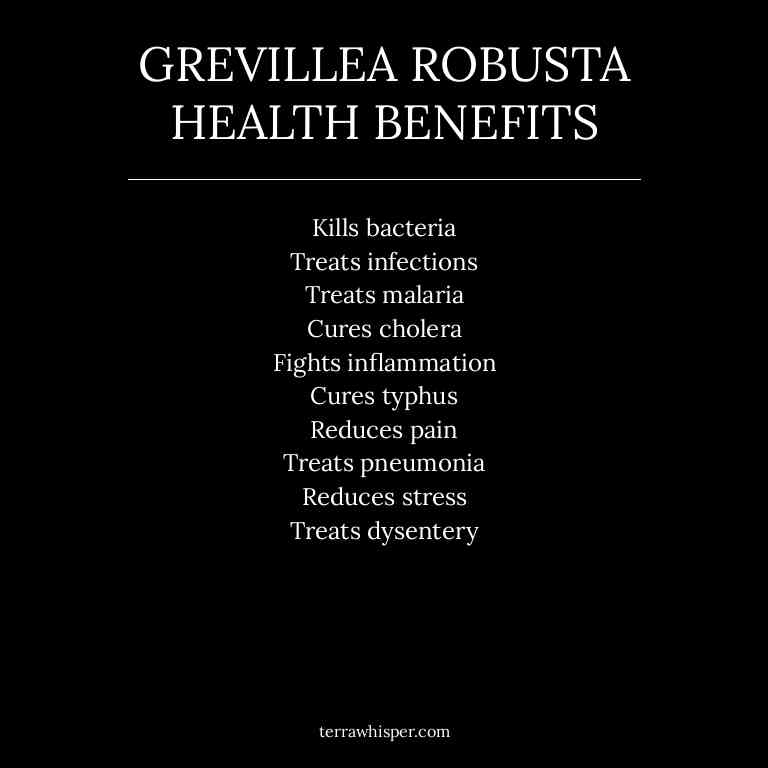 GREVILLEA ROBUSTA
HEALTH BENEFITS
Kills bacteria
Treats infections
Treats malaria
Cures cholera
Fights inflammation
Cures typhus
Reduces pain
Treats pneumonia
Reduces stress
Treats dysentery
terrawhisper.com